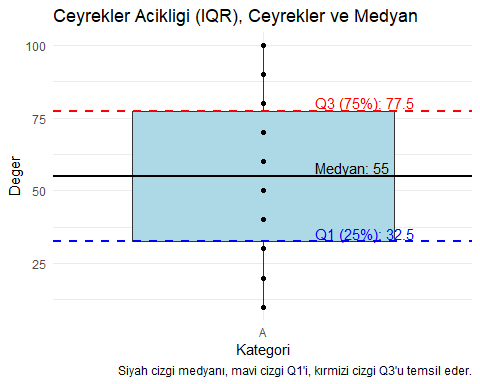 Ceyrekler Acikligi (IQR), Ceyrekler ve Medyan
100
Q3 (75%): 77.5
75
Medyan: 55
50
Q1 (25%): 32.5
25
Deger
A
Kategori
Siyah cizgi medyanı, mavi cizgi Q1'i, kırmizi cizgi Q3'u temsil eder.